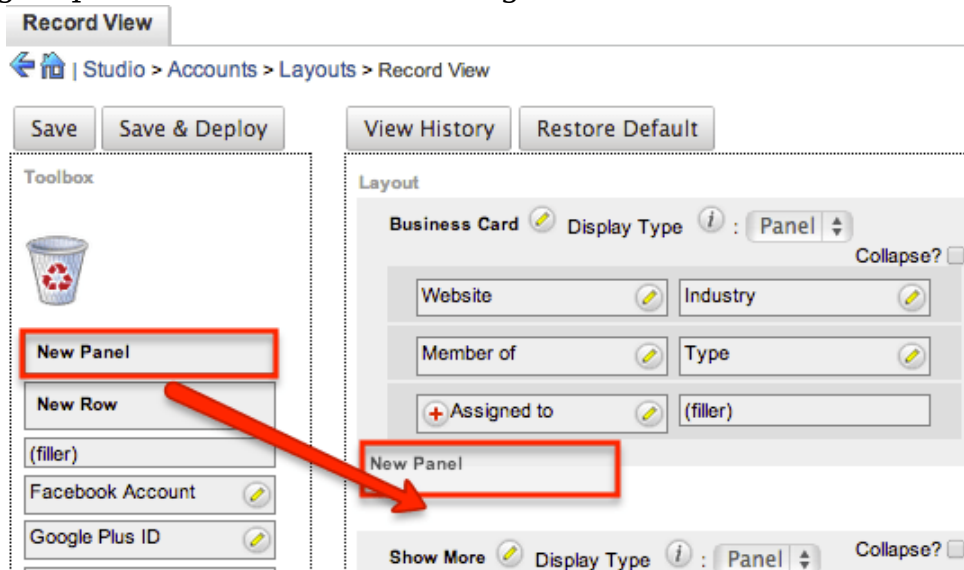 Record View
| Studio > Accounts > Layouts > Record View
Save Save & Deploy View History Restore Default
Toolbox
Layout
Business Card Display Type i : Panel
Collapse?
Website Industry
New Panel
Member of Type
New Row
Assigned to (filler)
(filler)
New Panel
Facebook Account
Google Plus ID
Show More Display Type i : Panel Collapse?